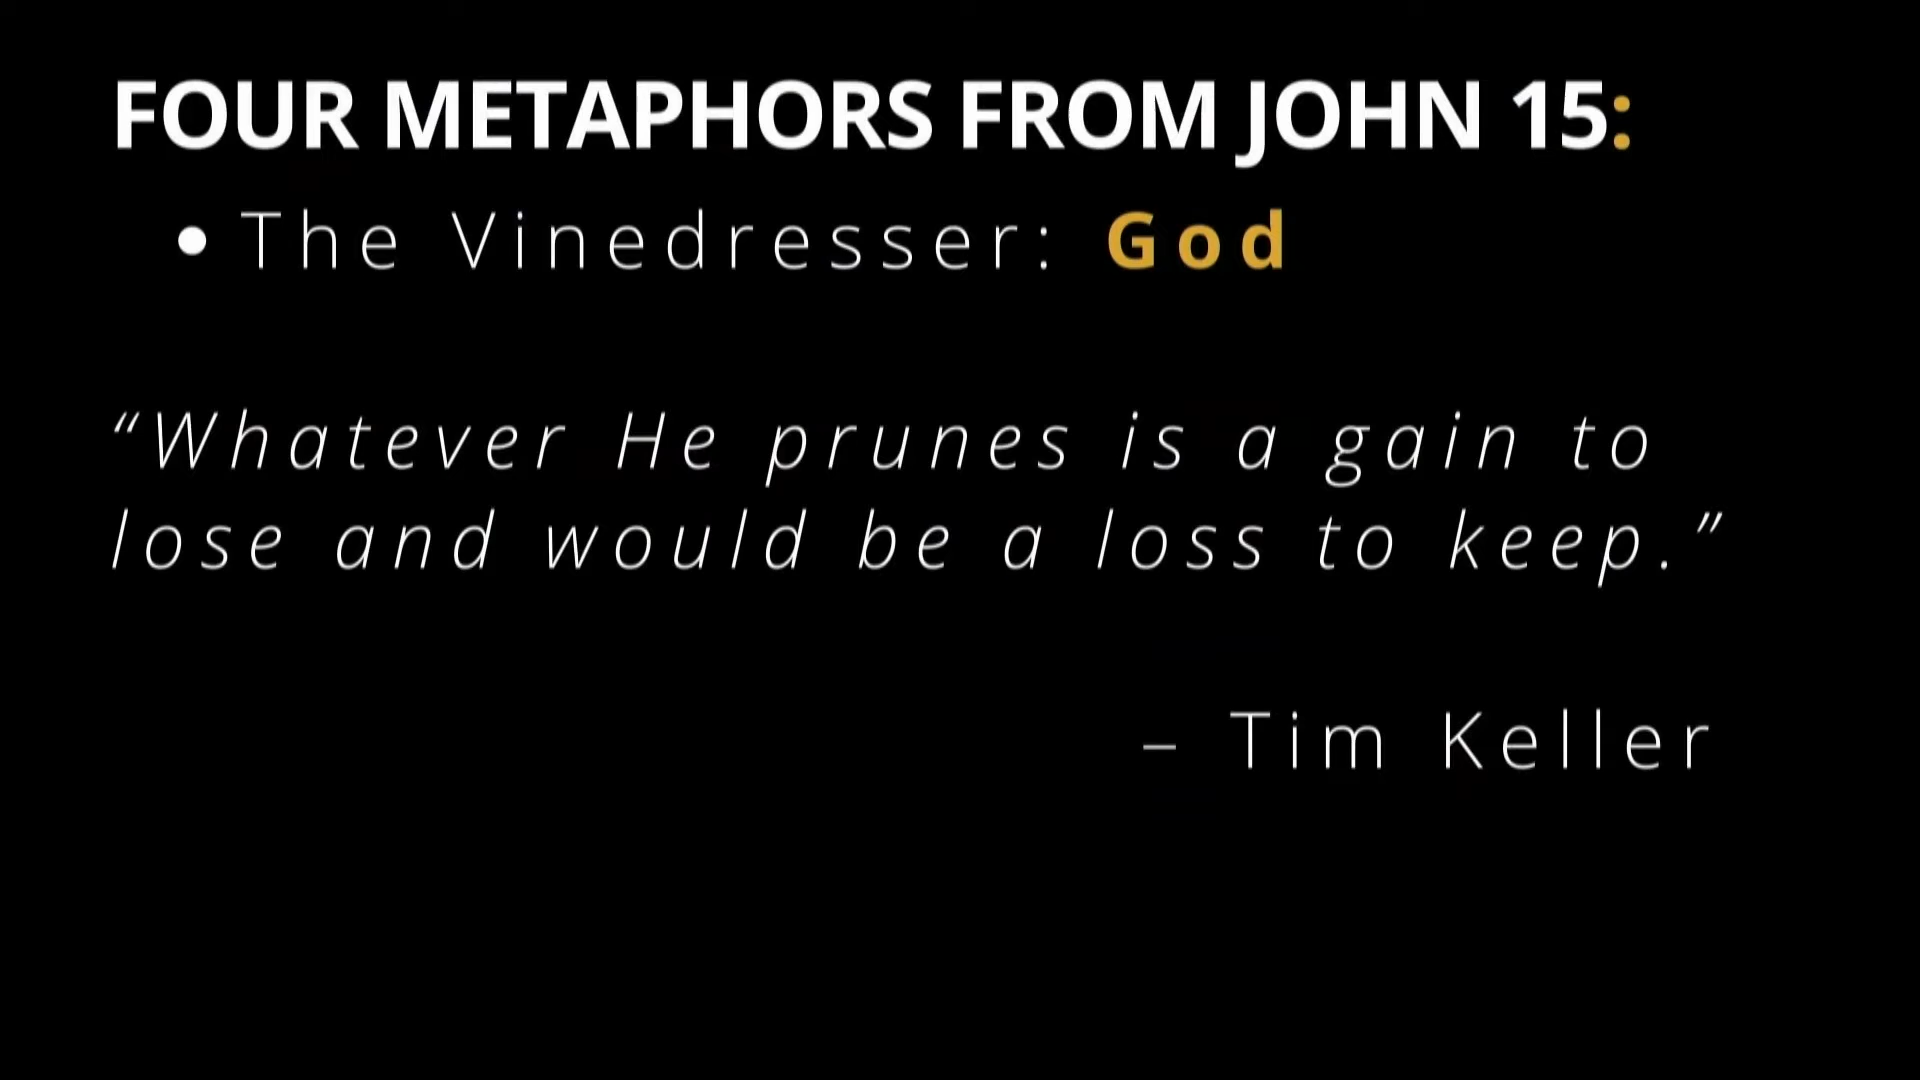 FOUR METAPHORS FROM JOHN 15:
• The Vinedresser: God
“Whatever He prunes is a gain to
lose and would be a loss to keep.”
– Tim Keller